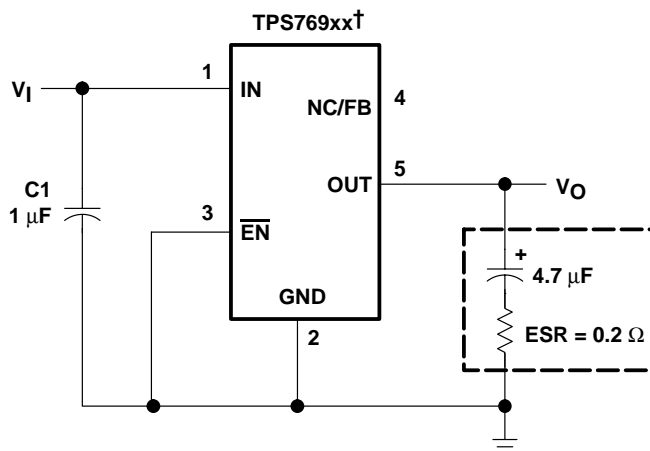 TPS769xx†
VI
1
IN
NC/FB
4
C1
1 µF
3
EN
OUT
5
VO
GND
2
+
4.7 µF
ESR = 0.2 Ω